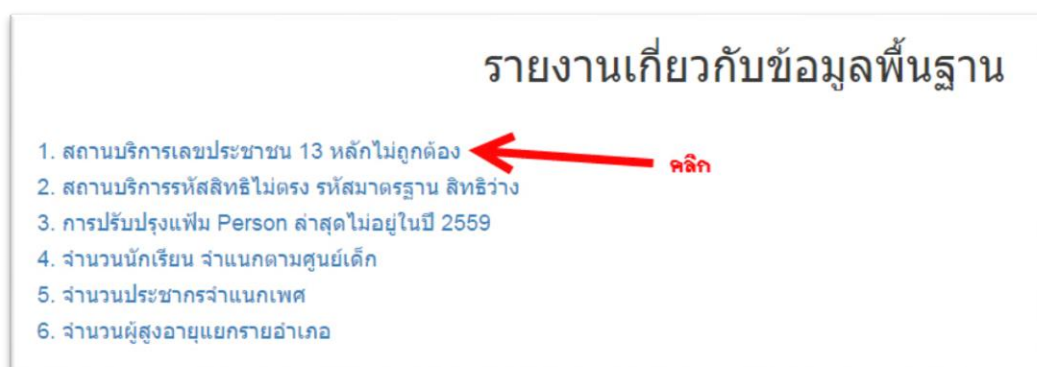 รายงานเกี่ยวกับข้อมูลพื้นฐาน
1. สถานบริการเลขประชาชน 13 หลักไม่ถูกต้อง
คลิก
2. สถานบริการรหัสสิทธิไม่ตรง รหัสมาตรฐาน สิทธิว่าง
3. การปรับปรุงแฟ้ม Person ล่าสุดไม่อยู่ในปี 2559
4. จำนวนนักเรียน จำแนกตามศูนย์เด็ก
5. จำนวนประชากรจำแนกเพศ
6. จำนวนผู้สูงอายุแยกรายอำเภอ